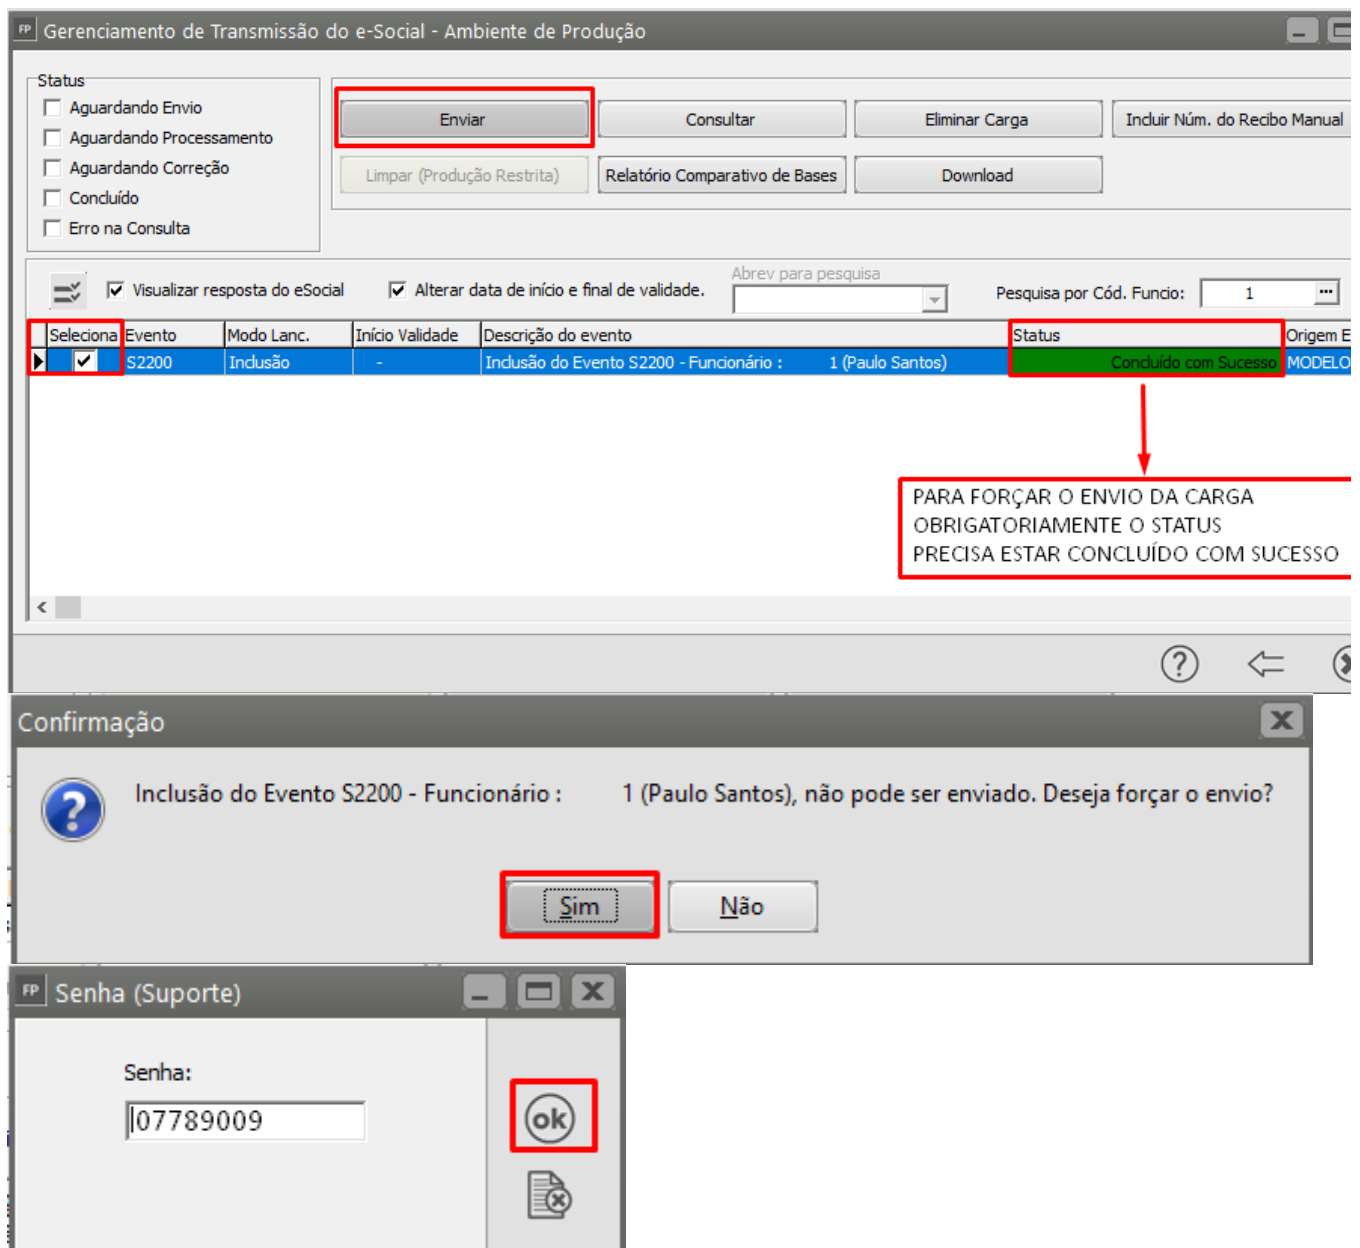 FP Gerenciamento de Transmissão do e-Social - Ambiente de Produção
Status
Aguardando Envio
Aguardando Processamento
Aguardando Correção
Concluído
Erro na Consulta
Enviar
Consultar
Eliminar Carga
Incluir Núm. do Recibo Manual
Limpar (Produção Restrita)
Relatório Comparativo de Bases
Download
Visualizar resposta do eSocial
Alterar data de início e final de validade.
Abrev para pesquisa
Pesquisa por Cód. Funcio: 1 ...
Seleciona Evento Modo Lanc. Início Validade Descrição do evento Status Origem E
S2200 Inclusão - Inclusão do Evento S2200 - Funcionário : 1 (Paulo Santos) Concluído com Sucesso MODELO
PARA FORÇAR O ENVIO DA CARGA
OBRIGATORIAMENTE O STATUS
PRECISA ESTAR CONCLUÍDO COM SUCESSO
Confirmação
Inclusão do Evento S2200 - Funcionário : 1 (Paulo Santos), não pode ser enviado. Deseja forçar o envio?
Sim
Não
FP Senha (Suporte)
Senha:
07789009
ok